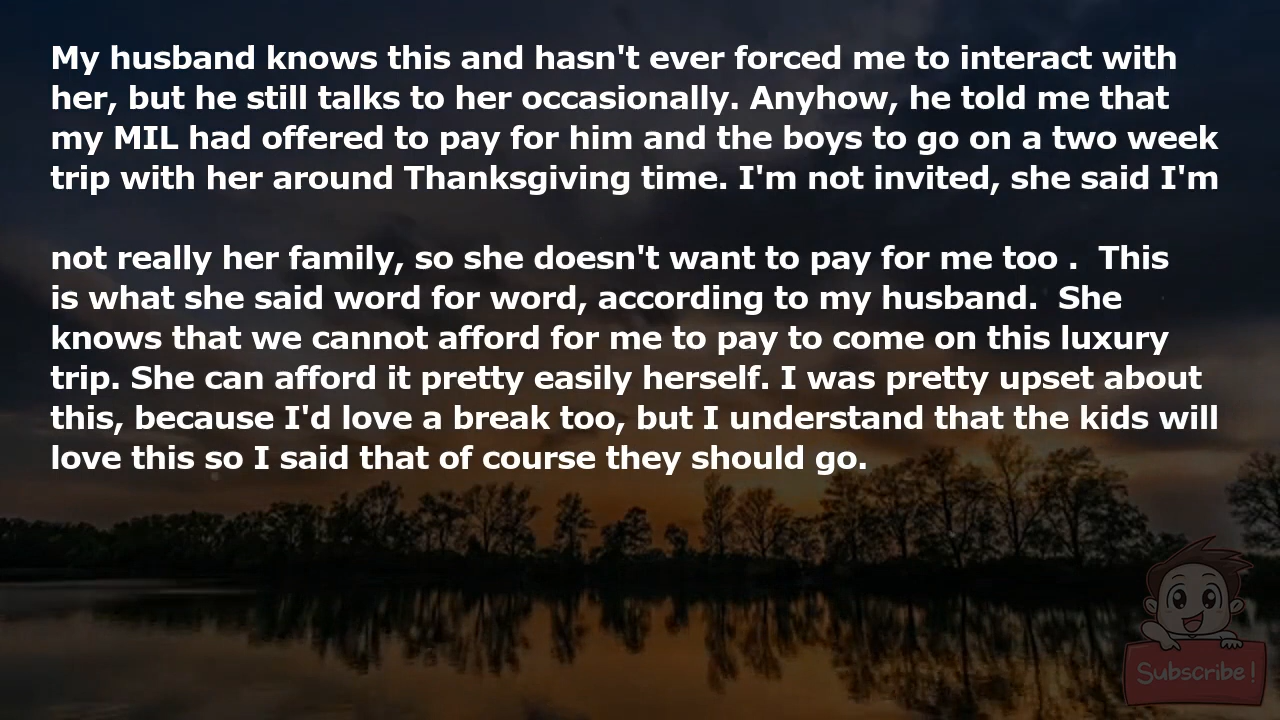 My husband knows this and hasn't ever forced me to interact with
her, but he still talks to her occasionally. Anyhow, he told me that
my MIL had offered to pay for him and the boys to go on a two week
trip with her around Thanksgiving time. I'm not invited, she said I'm
not really her family, so she doesn't want to pay for me too .  This
is what she said word for word, according to my husband.  She
knows that we cannot afford for me to pay to come on this luxury
trip. She can afford it pretty easily herself. I was pretty upset about
this, because I'd love a break too, but I understand that the kids will
love this so I said that of course they should go.
Subscribe!